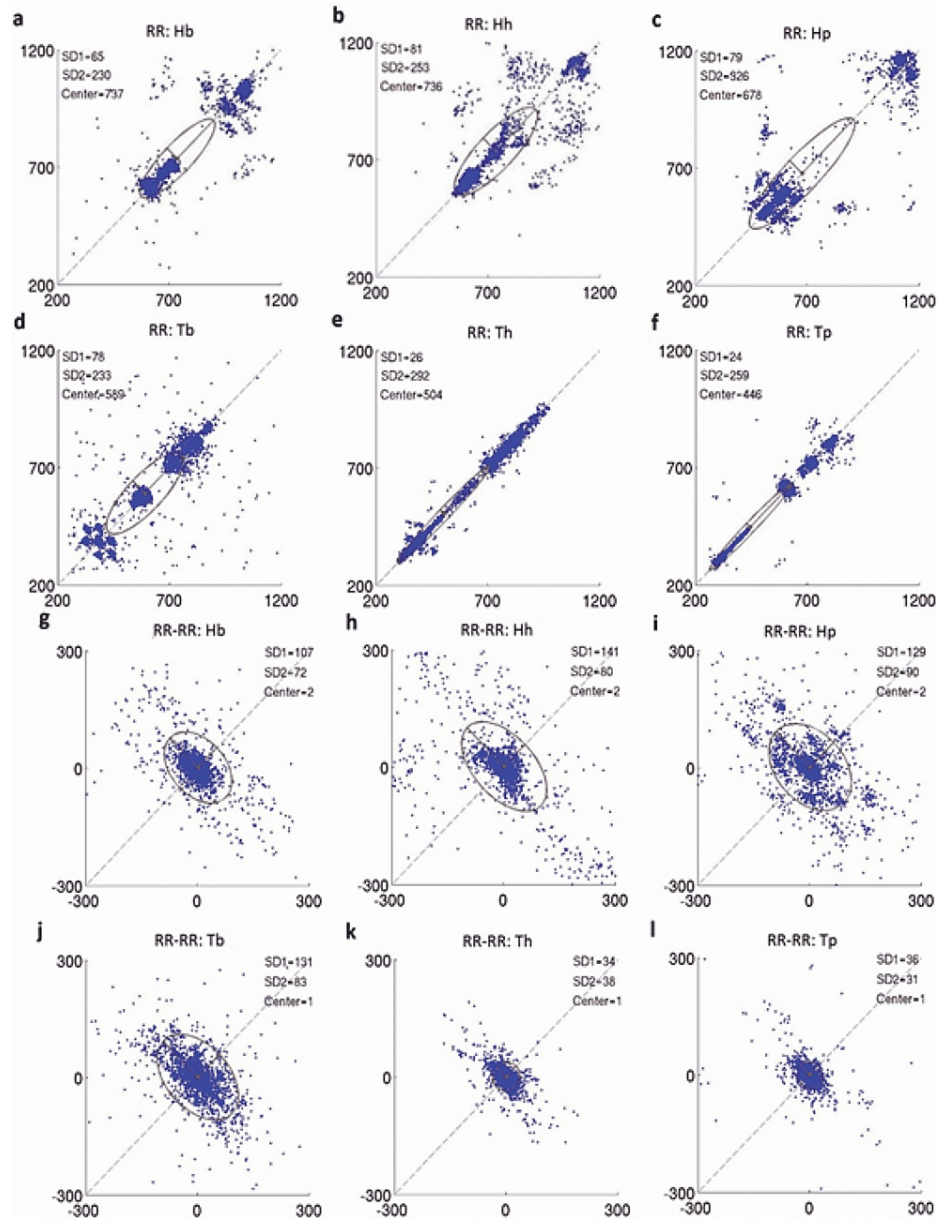 a
RR: Hb
SD1=65
SD2=230
Center=737
1200
700
200
200 700 1200
b
RR: Hh
SD1=81
SD2=253
Center=736
1200
700
200
200 700 1200
c
RR: Hp
SD1=79
SD2=926
Center=678
1200
700
200
200 700 1200
d
RR: Tb
SD1=78
SD2=233
Center=589
1200
700
200
200 700 1200
e
RR: Th
SD1=26
SD2=292
Center=504
1200
700
200
200 700 1200
f
RR: Tp
SD1=24
SD2=259
Center=446
1200
700
200
200 700 1200
g
RR-RR: Hb
SD1=107
SD2=72
Center=2
300
0
-300
-300 0 300
h
RR-RR: Hh
SD1=141
SD2=80
Center=2
300
0
-300
-300 0 300
i
RR-RR: Hp
SD1=129
SD2=90
Center=2
300
0
-300
-300 0 300
j
RR-RR: Tb
SD1=131
SD2=83
Center=1
300
0
-300
-300 0 300
k
RR-RR: Th
SD1=34
SD2=38
Center=1
300
0
-300
-300 0 300
l
RR-RR: Tp
SD1=36
SD2=31
Center=1
300
0
-300
-300 0 300